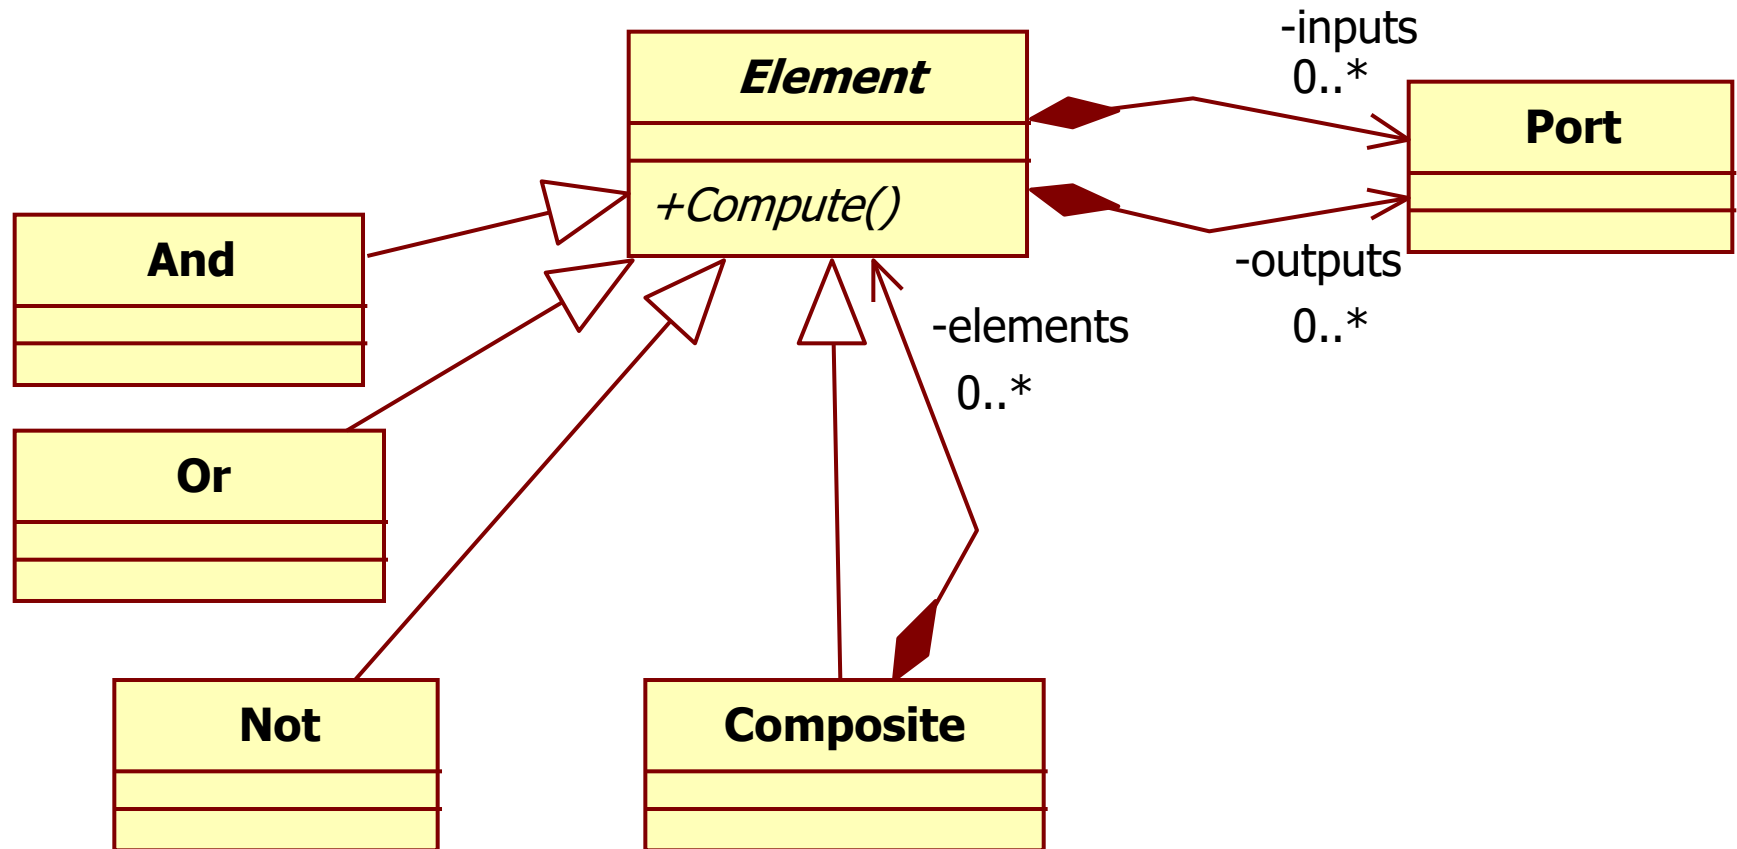 -inputs
0..*
Element
+Compute()
Port
-outputs
0..*
And
-elements
0..*
Or
Not
Composite